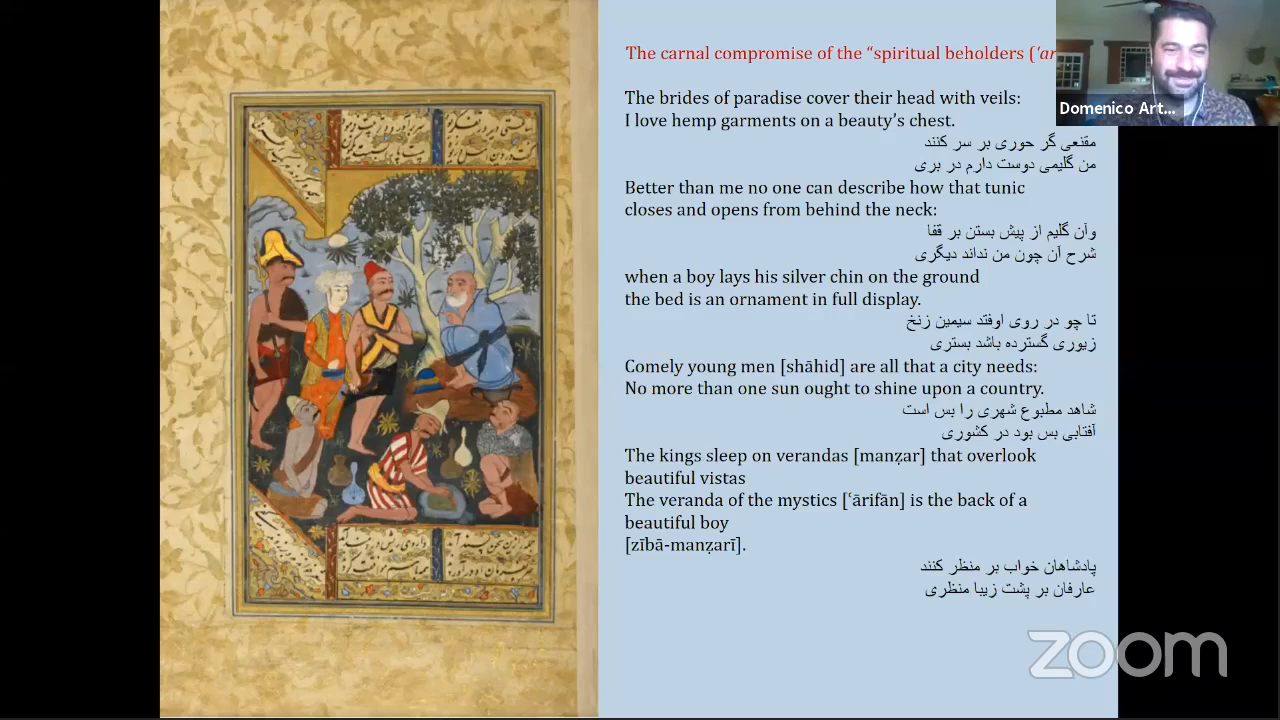 The carnal compromise of the “spiritual beholders (ʿar
The brides of paradise cover their head with veils:
I love hemp garments on a beauty’s chest.
مقنعی گر حوری بر سر کنند
من گلیمی دوست دارم در بری
Better than me no one can describe how that tunic
closes and opens from behind the neck:
وآن گلیم از پیش بستن بر قفا
شرح آن چون من نداند دیگری
when a boy lays his silver chin on the ground
the bed is an ornament in full display.
تا چو در روی اوفتد سیمین زنخ
زیوری گسترده باشد بستری
Comely young men [shāhid] are all that a city needs:
No more than one sun ought to shine upon a country.
شاهد مطبوع شهری را بس است
آفتابی بس بود در کشوری
The kings sleep on verandas [manẓar] that overlook
beautiful vistas
The veranda of the mystics [ʿārifān] is the back of a
beautiful boy
[zībā-manẓarī].
پادشاهان خواب بر منظر کنند
عارفان بر پشت زیبا منظری
Domenico Art...
zoom